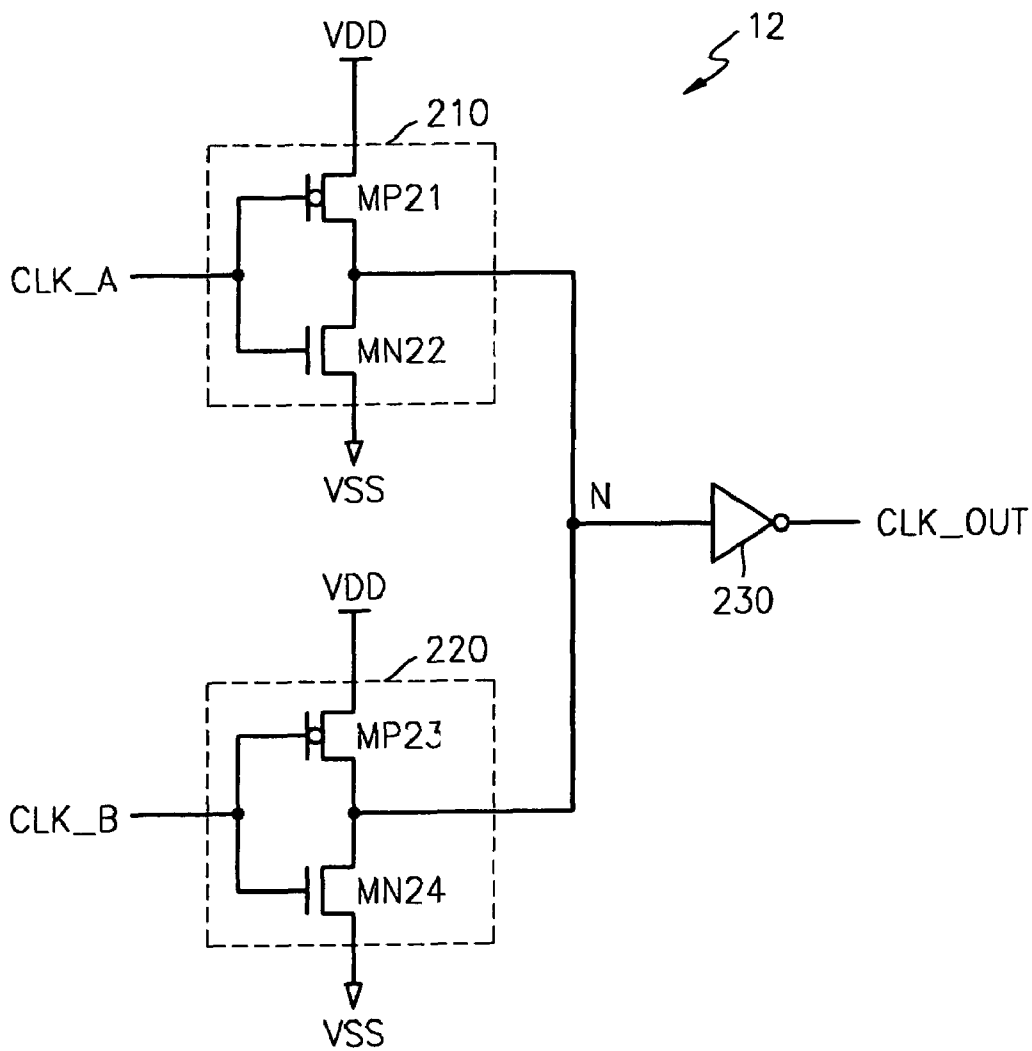 12
VDD
210
MP21
CLK_A
MN22
VSS
N
CLK_OUT
230
VDD
220
MP23
CLK_B
MN24
VSS